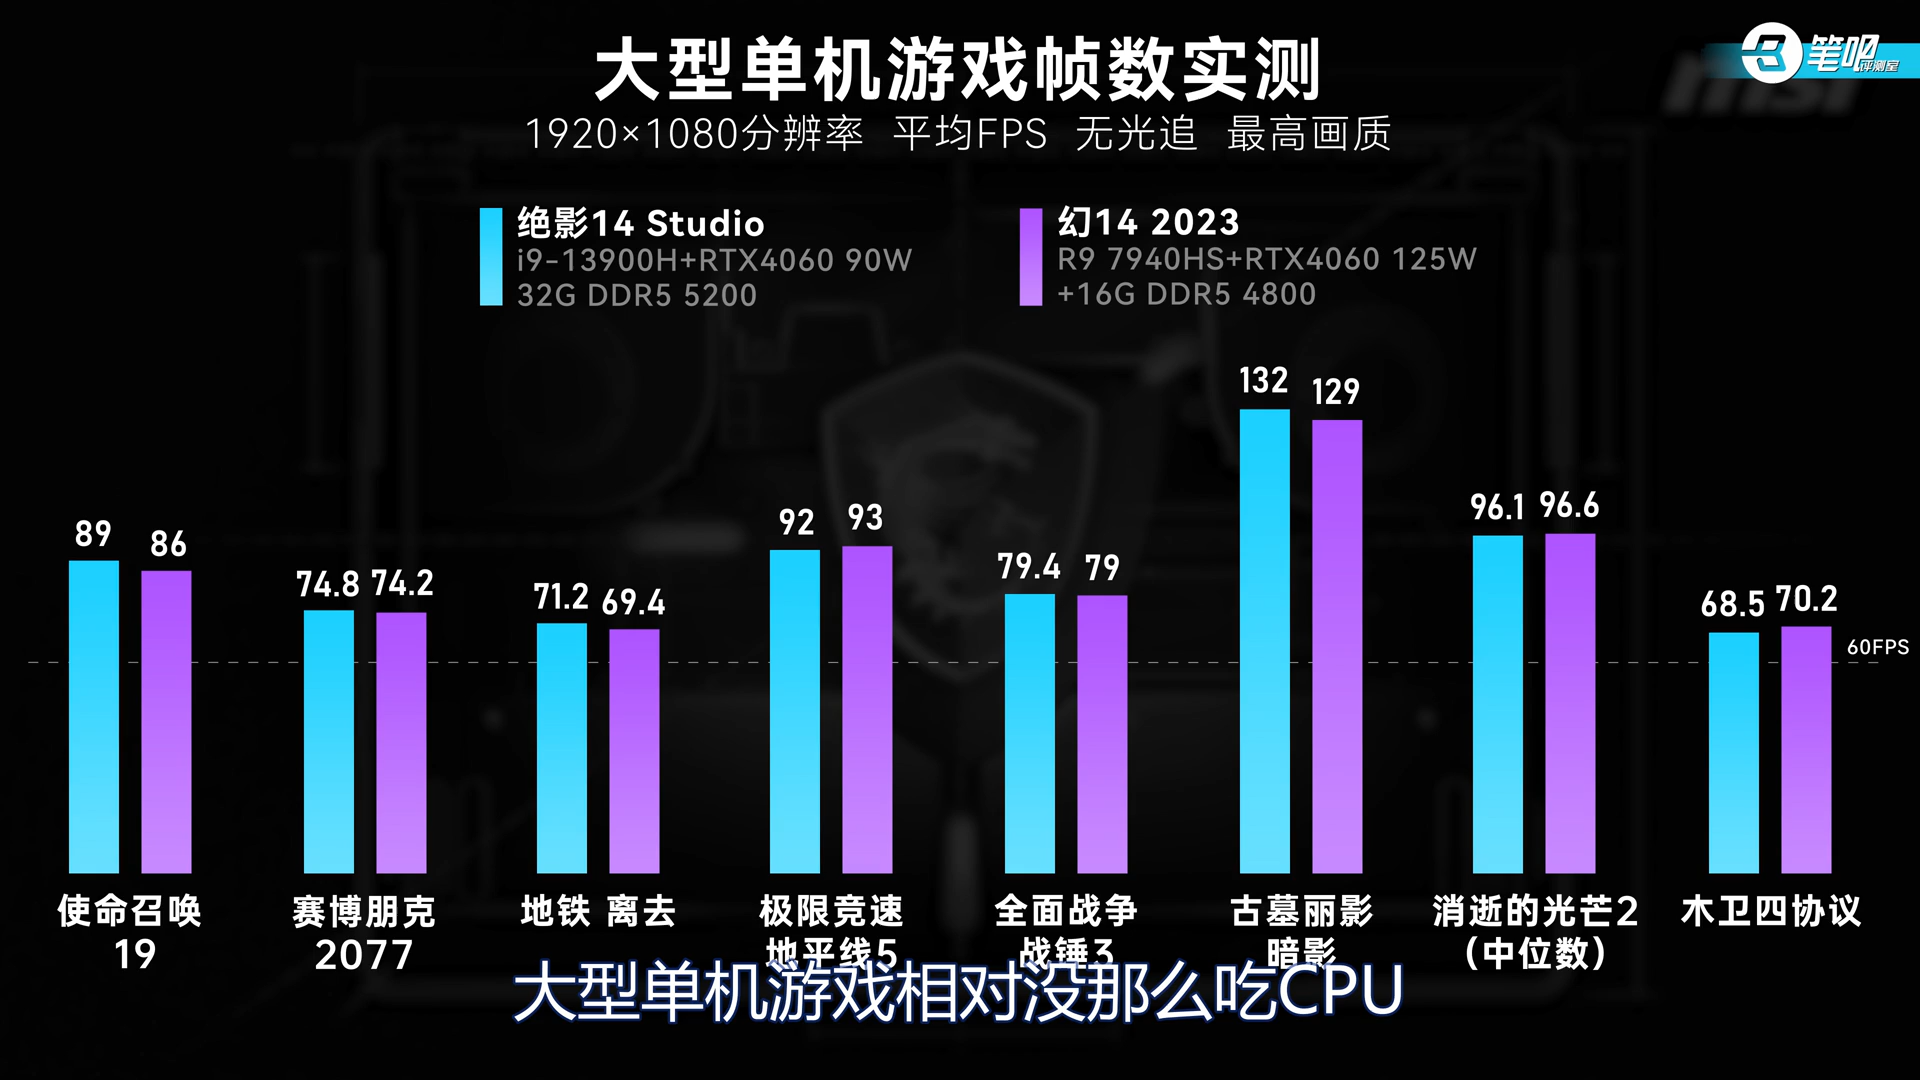 大型单机游戏帧数实测
笔吧
评测室
1920×1080分辨率 平均FPS 无光追 最高画质
绝影14 Studio
i9-13900H+RTX4060 90W
32G DDR5 5200
幻14 2023
R9 7940HS+RTX4060 125W
+16G DDR5 4800
msi
89
86
74.8
74.2
71.2
69.4
92
93
79.4
79
132
129
96.1
96.6
68.5
70.2
60FPS
使命召唤
19
赛博朋克
2077
地铁 离去
极限竞速
地平线5
全面战争
战锤3
古墓丽影
暗影
消逝的光芒2
（中位数）
木卫四协议
大型单机游戏相对没那么吃CPU